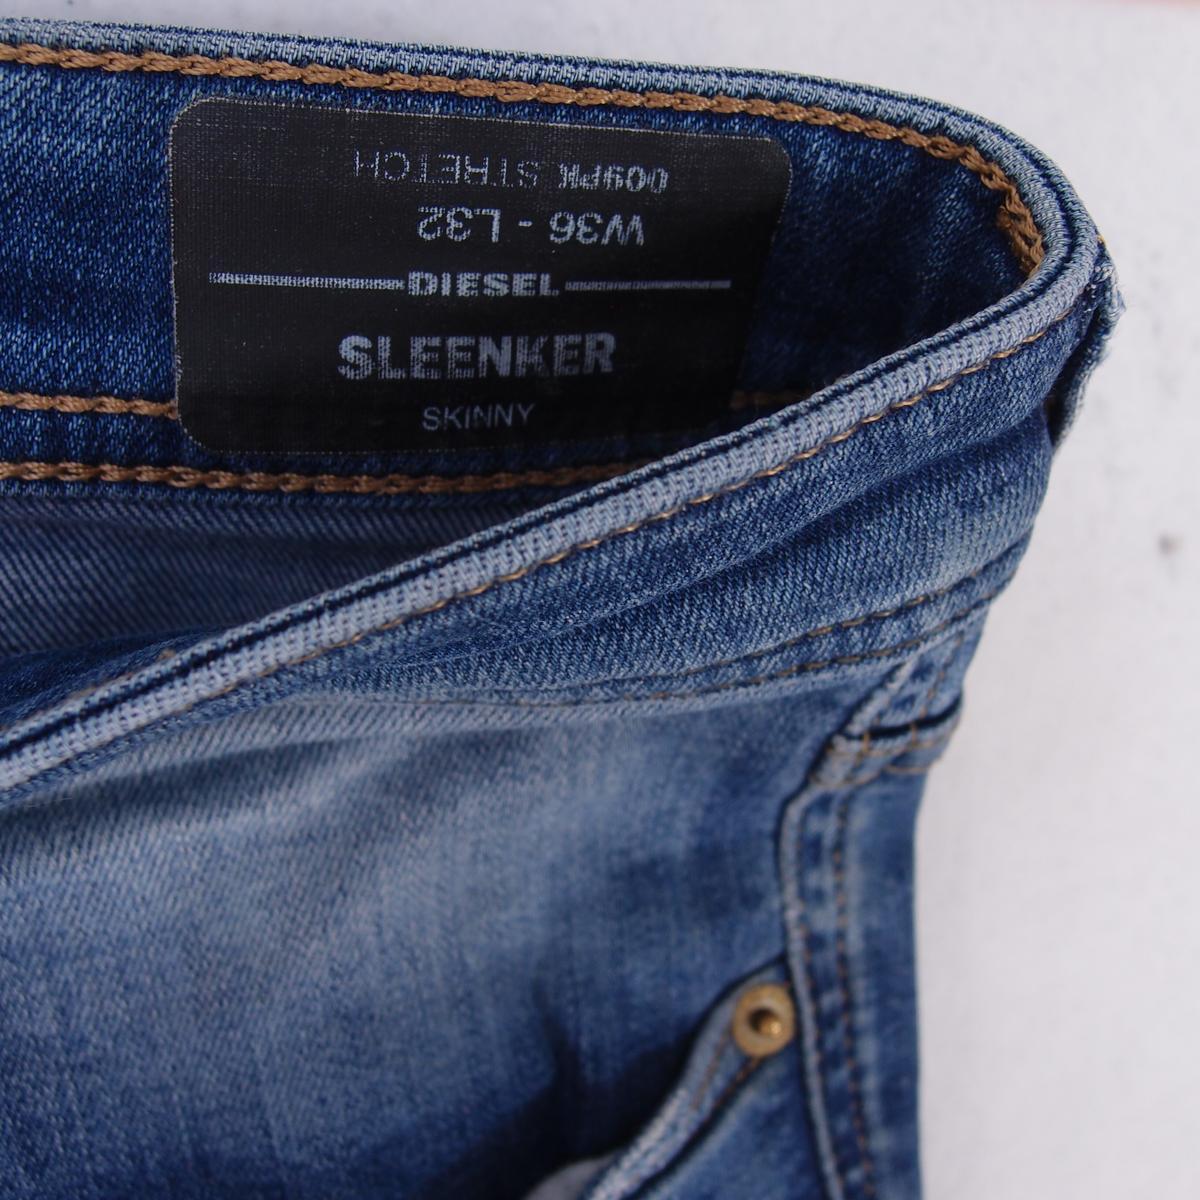 009PK STRETCH
W36 - L32
DIESEL
SLEENKER
SKINNY